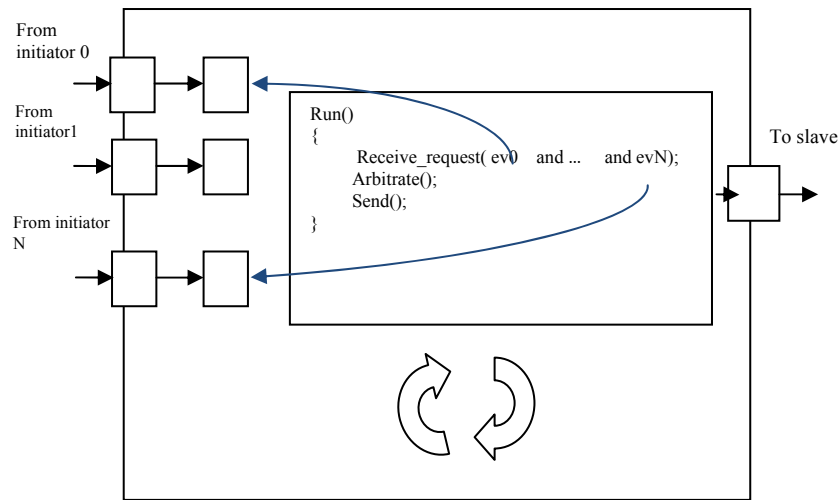 From
initiator 0
From
initiator1
From initiator
N
Run()
{
Receive_request( ev0 and ... and evN);
Arbitrate();
Send();
}
To slave